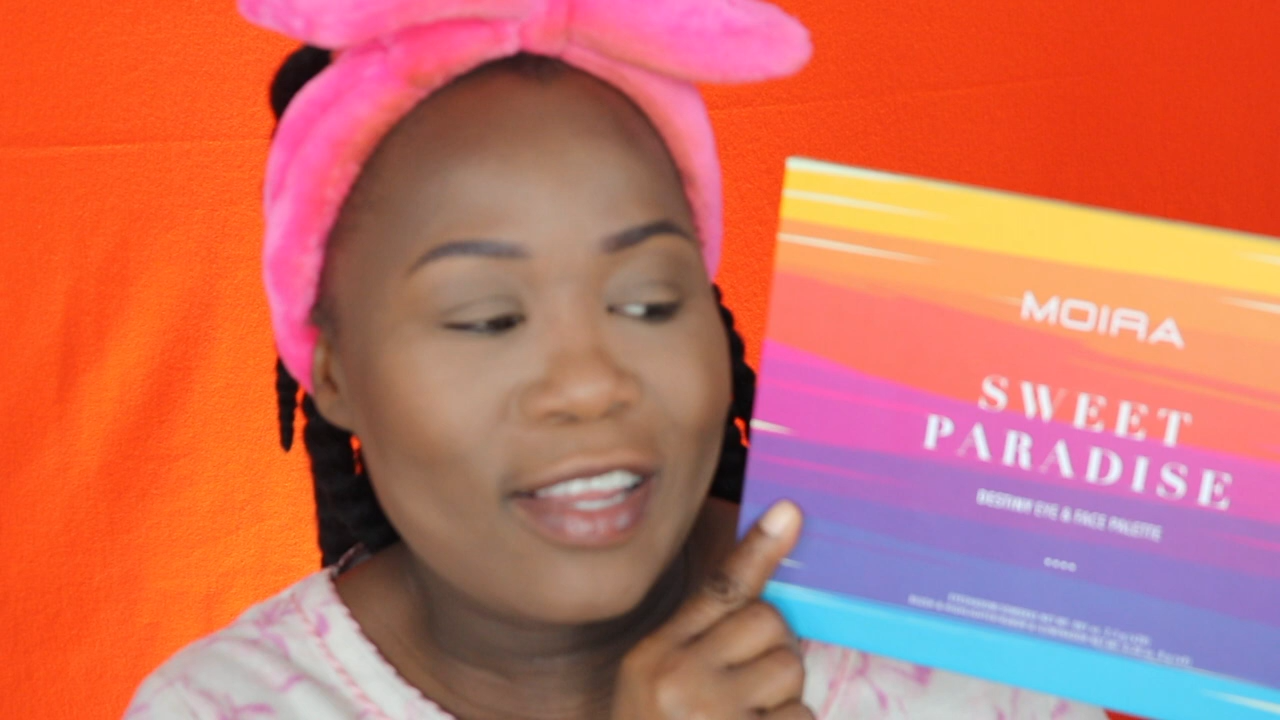 MOIRA
SWEET
PARADISE
DESTINY EYE & FACE PALETTE